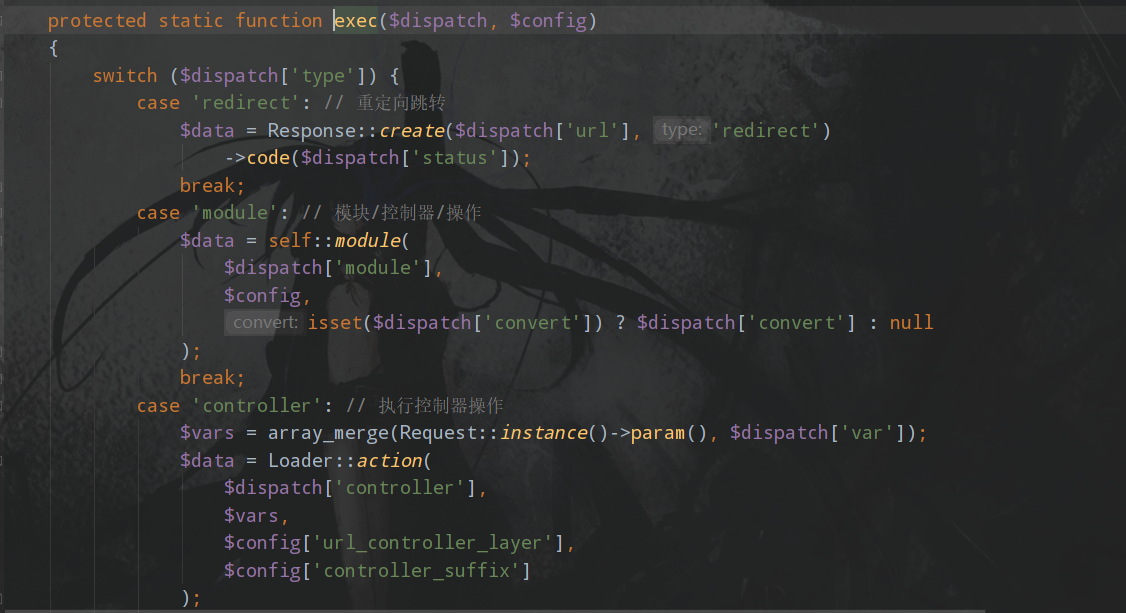 protected static function exec($dispatch, $config)
{
switch ($dispatch['type']) {
case 'redirect': // 重定向跳转
$data = Response::create($dispatch['url'], type: 'redirect')
->code($dispatch['status']);
break;
case 'module': // 模块/控制器/操作
$data = self::module(
$dispatch['module'],
$config,
convert: isset($dispatch['convert']) ? $dispatch['convert'] : null
);
break;
case 'controller': // 执行控制器操作
$vars = array_merge(Request::instance()->param(), $dispatch['var']);
$data = Loader::action(
$dispatch['controller'],
$vars,
$config['url_controller_layer'],
$config['controller_suffix']
);